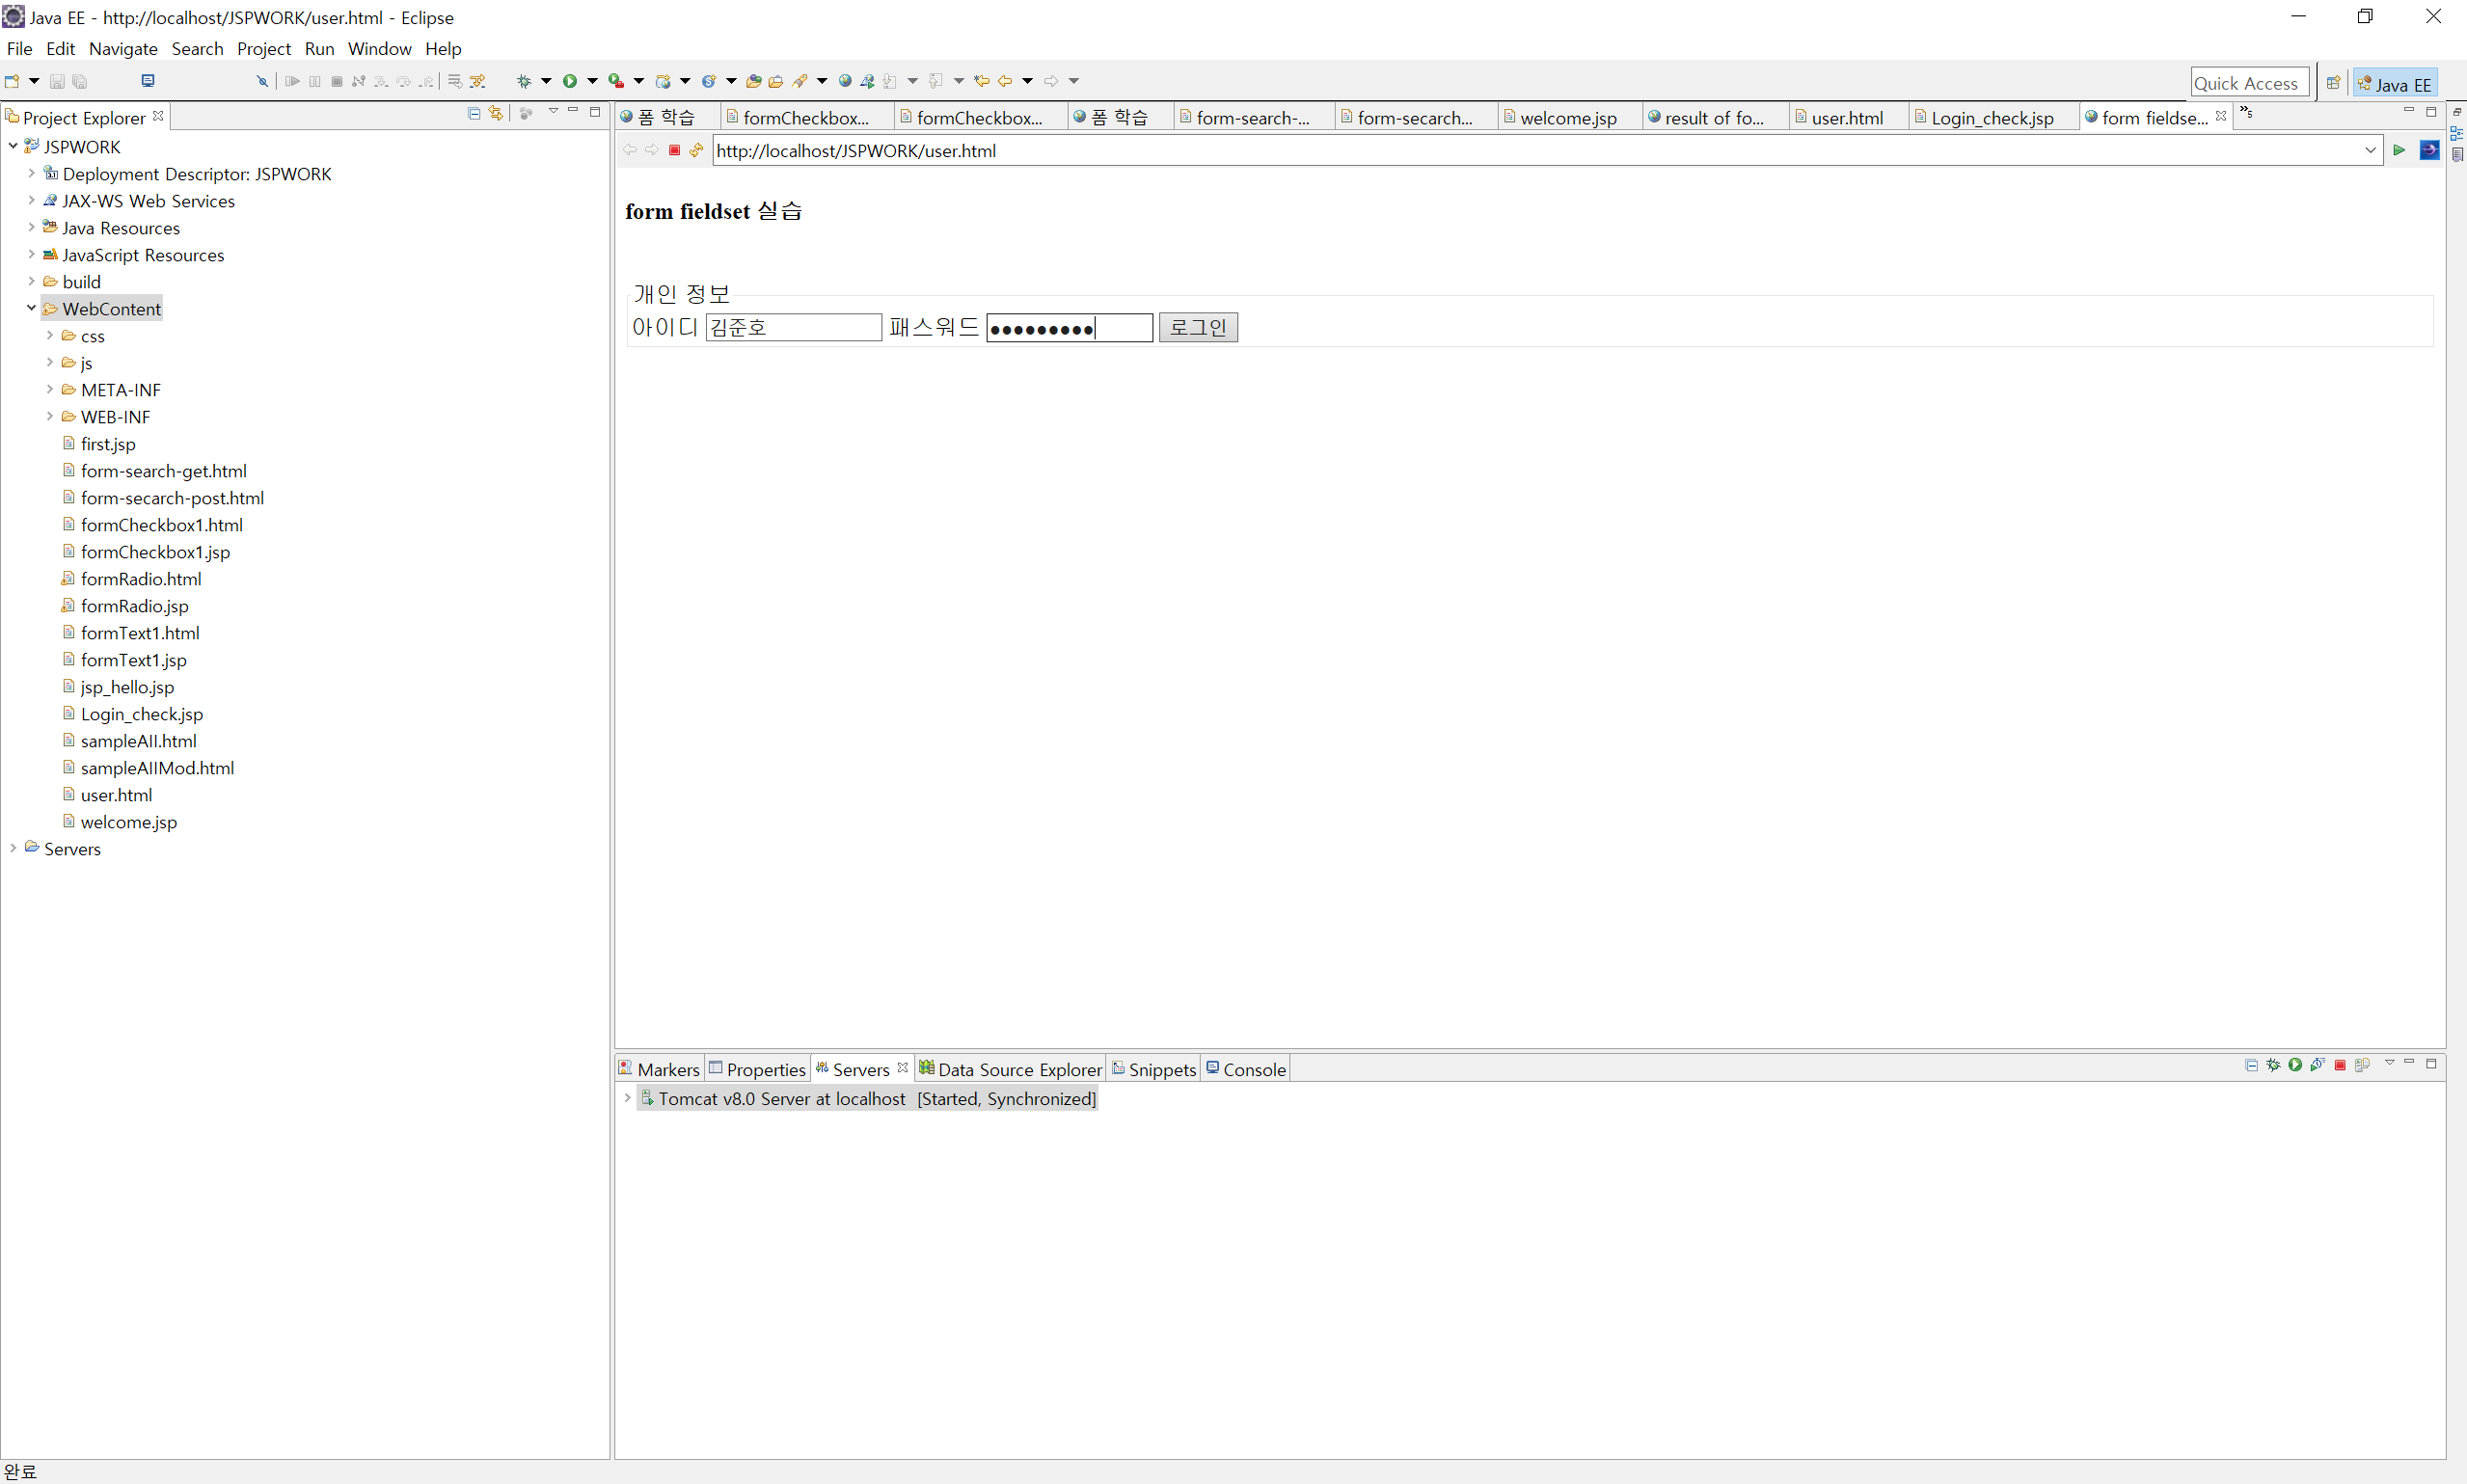 Java EE - http://localhost/JSPWORK/user.html - Eclipse
File Edit Navigate Search Project Run Window Help
Quick Access Java EE
Project Explorer
JSPWORK
Deployment Descriptor: JSPWORK
JAX-WS Web Services
Java Resources
JavaScript Resources
build
WebContent
css
js
META-INF
WEB-INF
first.jsp
form-search-get.html
form-secarch-post.html
formCheckbox1.html
formCheckbox1.jsp
formRadio.html
formRadio.jsp
formText1.html
formText1.jsp
jsp_hello.jsp
Login_check.jsp
sampleAll.html
sampleAllMod.html
user.html
welcome.jsp
Servers
폼 학습 formCheckbox... formCheckbox... 폼 학습 form-search-... form-secarch... welcome.jsp result of fo... user.html Login_check.jsp form fieldse... »5
http://localhost/JSPWORK/user.html
form fieldset 실습
개인 정보
아이디 김준호 패스워드 ●●●●●●●●● 로그인
Markers Properties Servers Data Source Explorer Snippets Console
Tomcat v8.0 Server at localhost [Started, Synchronized]
완료